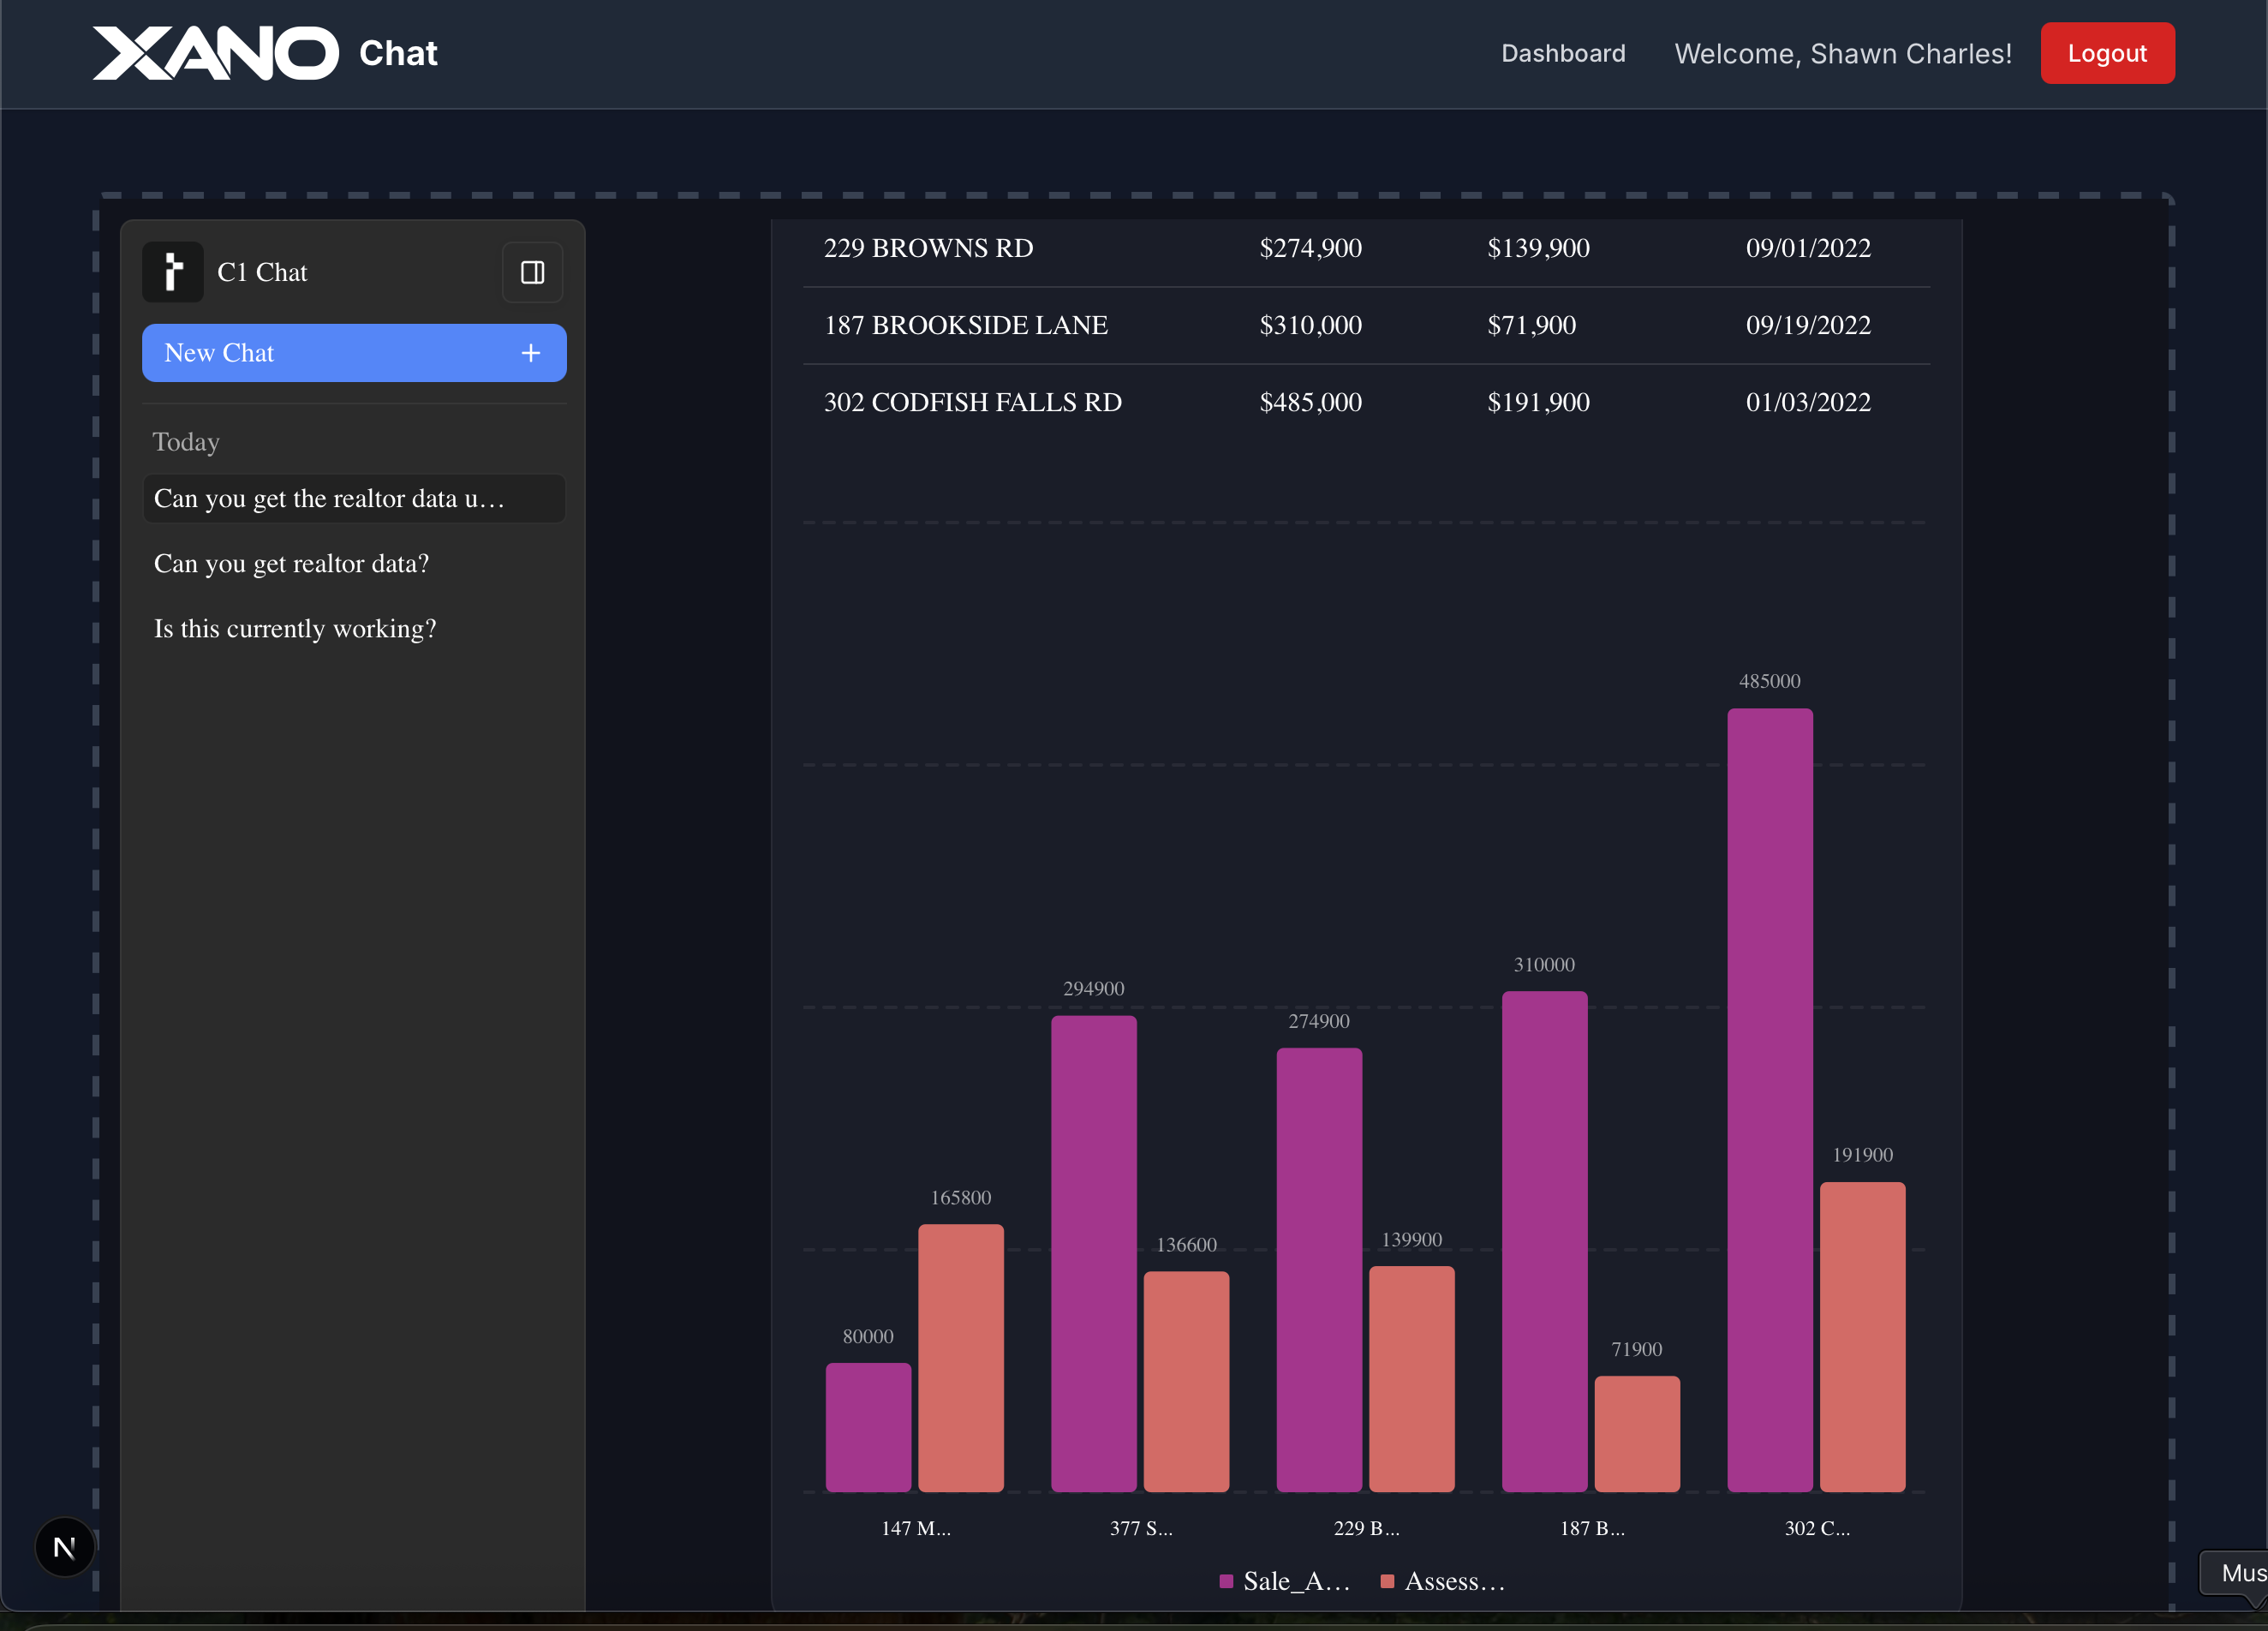 XANO Chat Dashboard Welcome, Shawn Charles! Logout
C1 Chat
New Chat +
Today
Can you get the realtor data u...
Can you get realtor data?
Is this currently working?
229 BROWNS RD $274,900 $139,900 09/01/2022
187 BROOKSIDE LANE $310,000 $71,900 09/19/2022
302 CODFISH FALLS RD $485,000 $191,900 01/03/2022
485000
310000
294900
274900
191900
165800
139900
136600
71900
80000
147 M... 377 S... 229 B... 187 B... 302 C...
Sale_A... Assess...
N
Mus